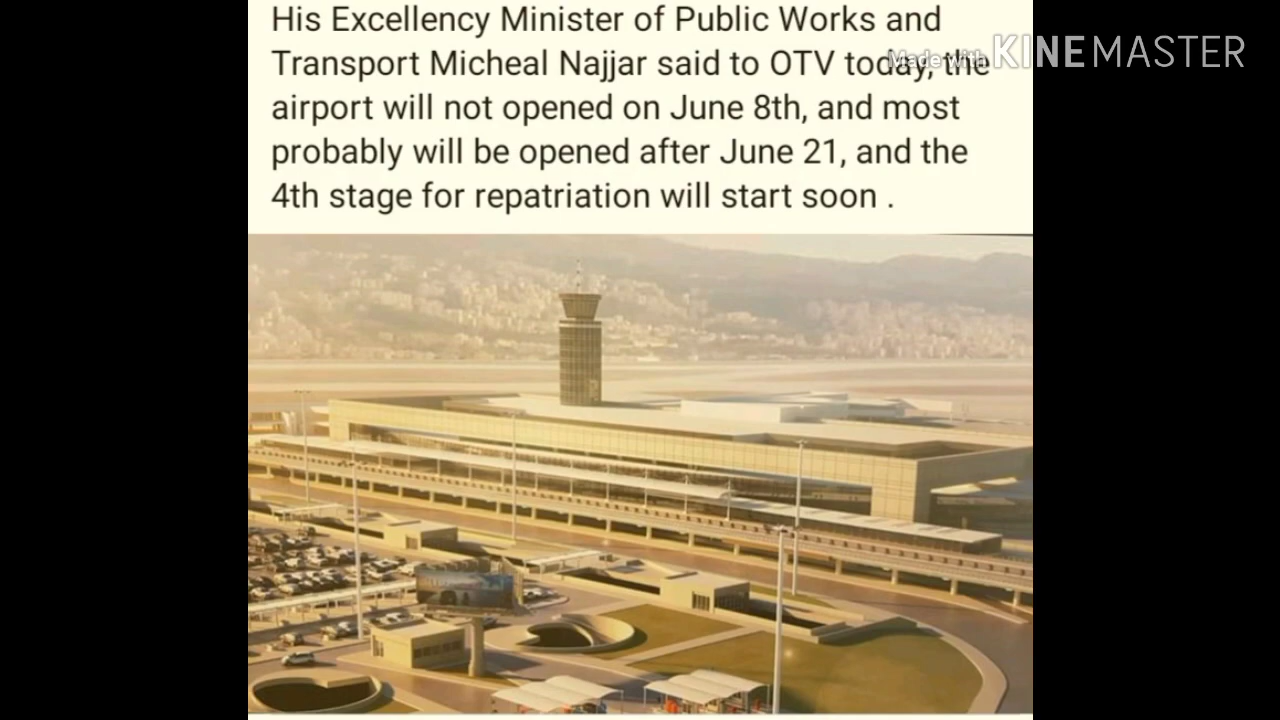 His Excellency Minister of Public Works and
Transport Micheal Najjar said to OTV today, the
Made with KINEMASTER
airport will not opened on June 8th, and most
probably will be opened after June 21, and the
4th stage for repatriation will start soon .